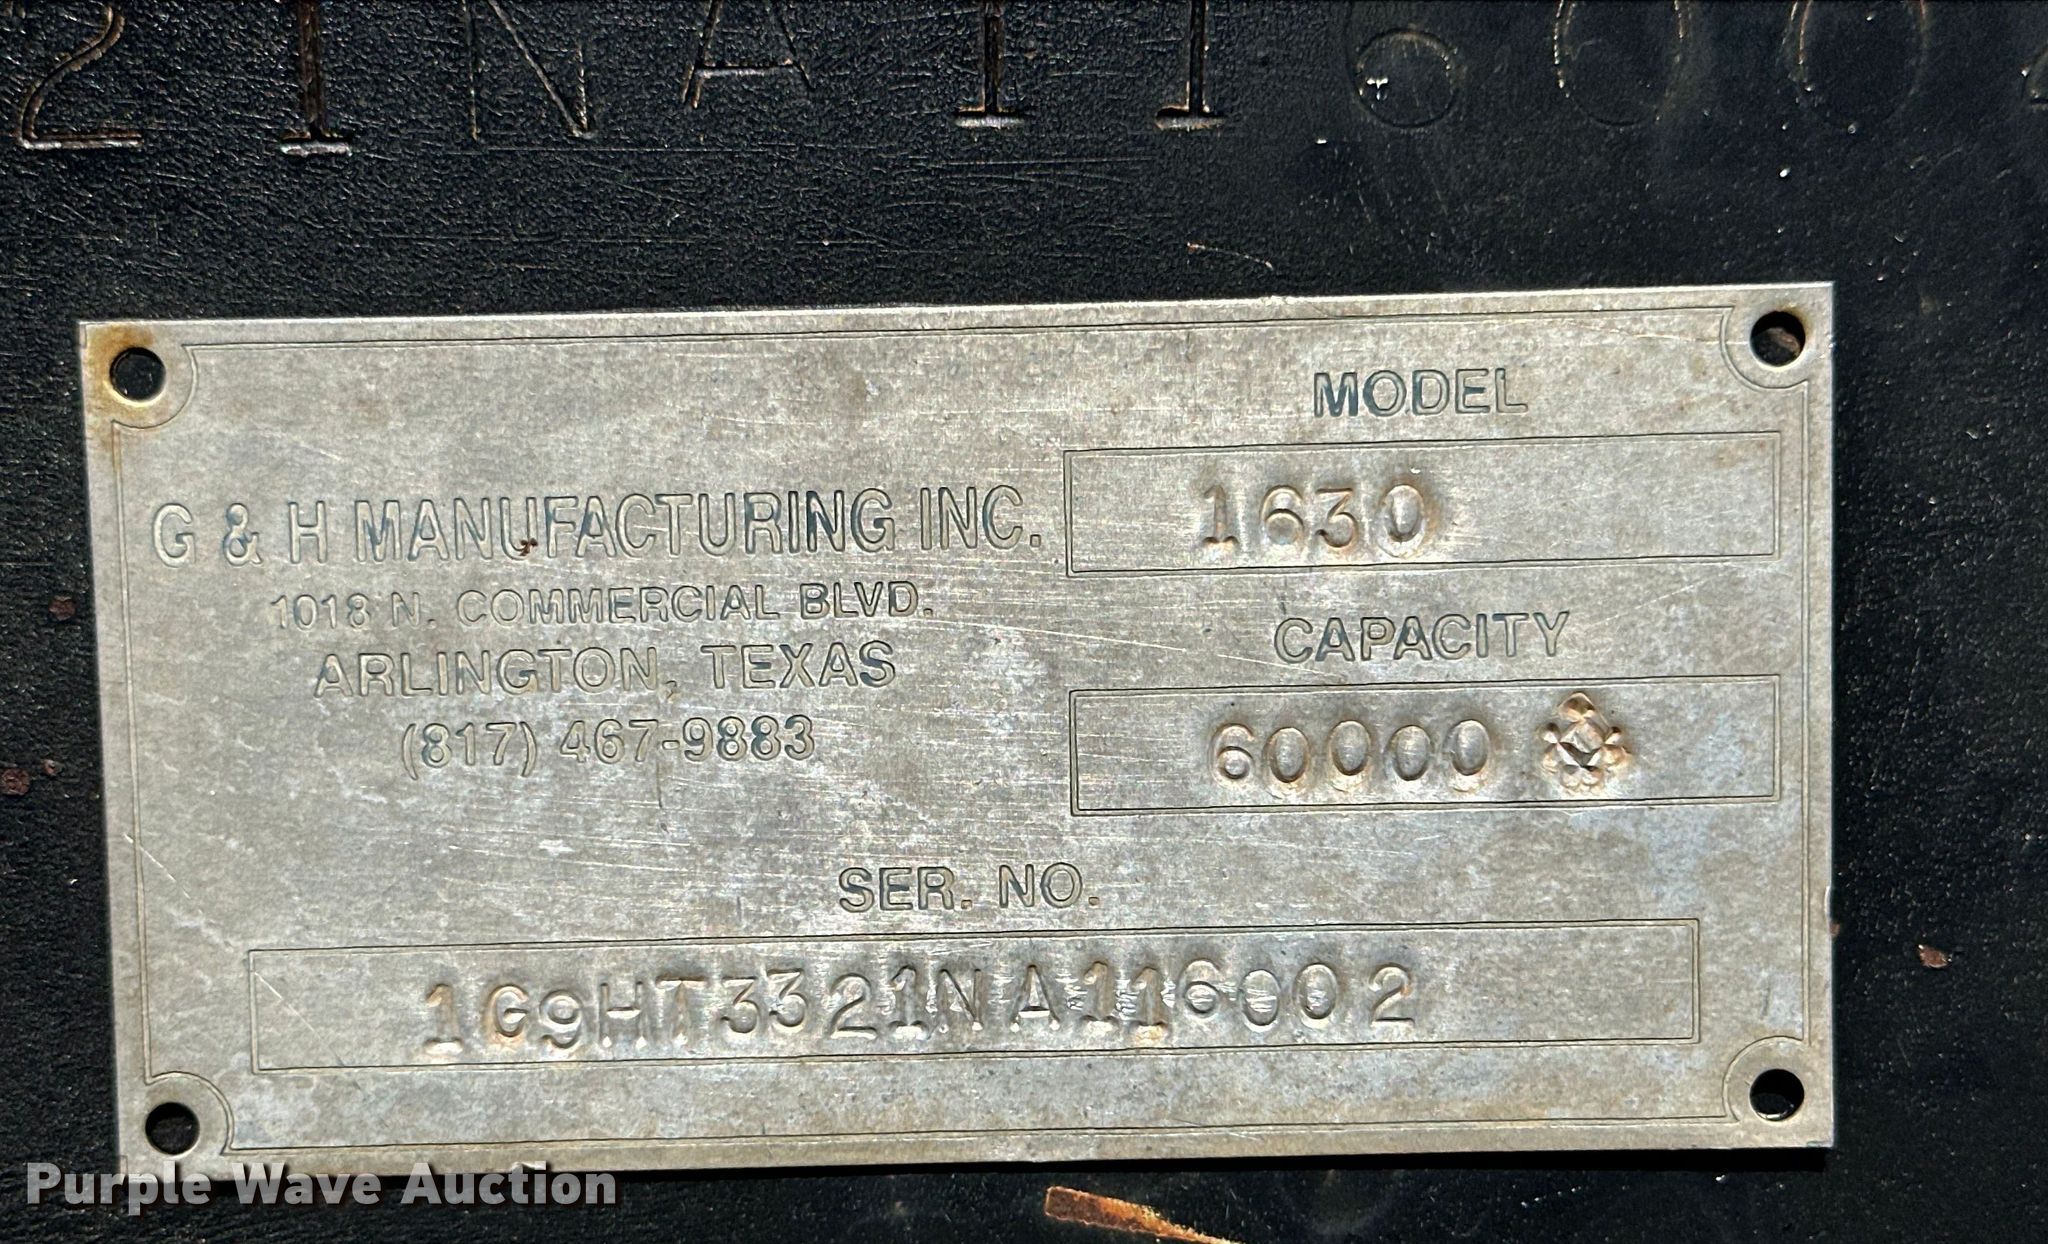 21NA11600
MODEL
1630
G & H MANUFACTURING INC.
1018 N. COMMERCIAL BLVD.
ARLINGTON, TEXAS
(817) 467-9883
CAPACITY
60000
SER. NO.
1G9HT3321NA116002
Purple Wave Auction